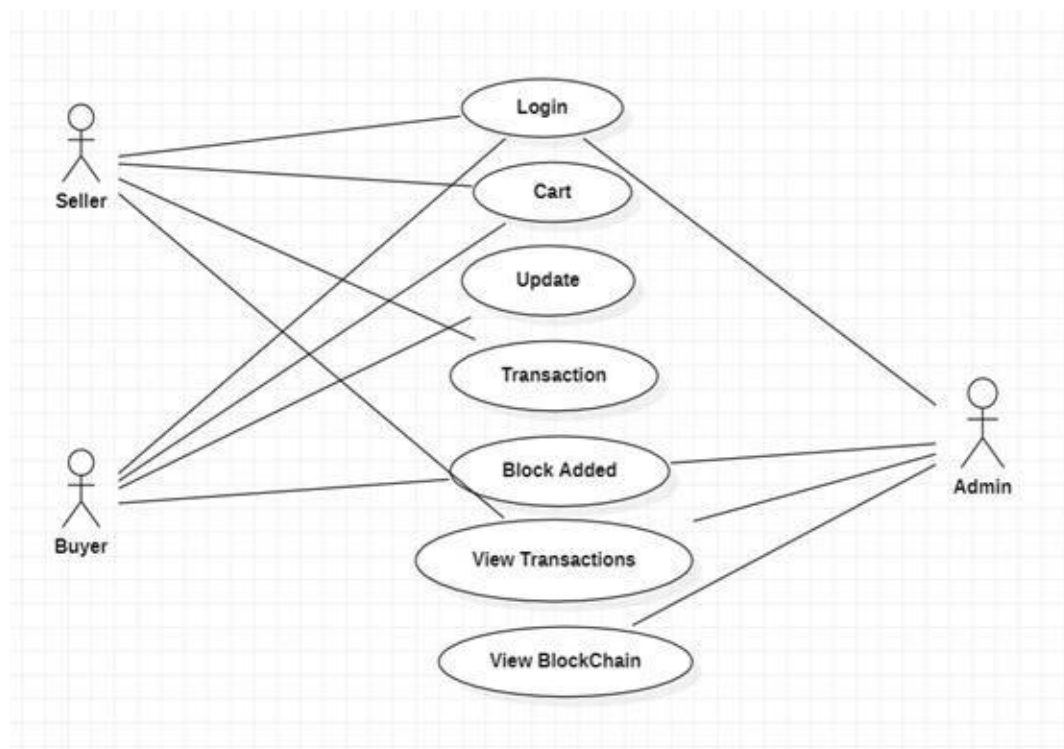 Login
Seller
Cart
Update
Transaction
Block Added
Admin
Buyer
View Transactions
View BlockChain